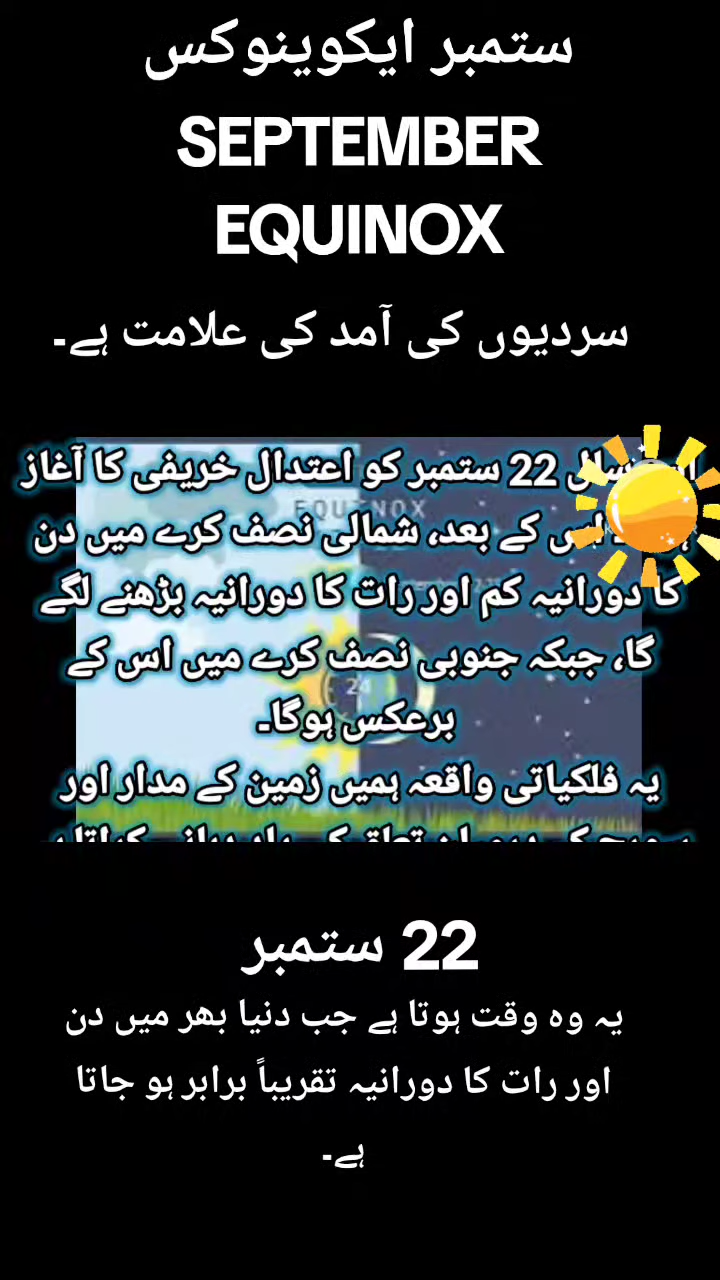 ستمبر ایکوینوکس
SEPTEMBER
EQUINOX
سردیوں کی آمد کی علامت ہے۔
سال 22 ستمبر کو اعتدال خریفی کا آغاز
کے بعد، شمالی نصف کرے میں دن
کا دورانیہ کم اور رات کا دورانیہ بڑھنے لگے
گا، جبکہ جنوبی نصف کرے میں اس کے
برعکس ہوگا۔
یہ فلکیاتی واقعہ ہمیں زمین کے مدار اور
EQUINOX
24
22 ستمبر
یہ وہ وقت ہوتا ہے جب دنیا بھر میں دن
اور رات کا دورانیہ تقریباً برابر ہو جاتا
ہے۔